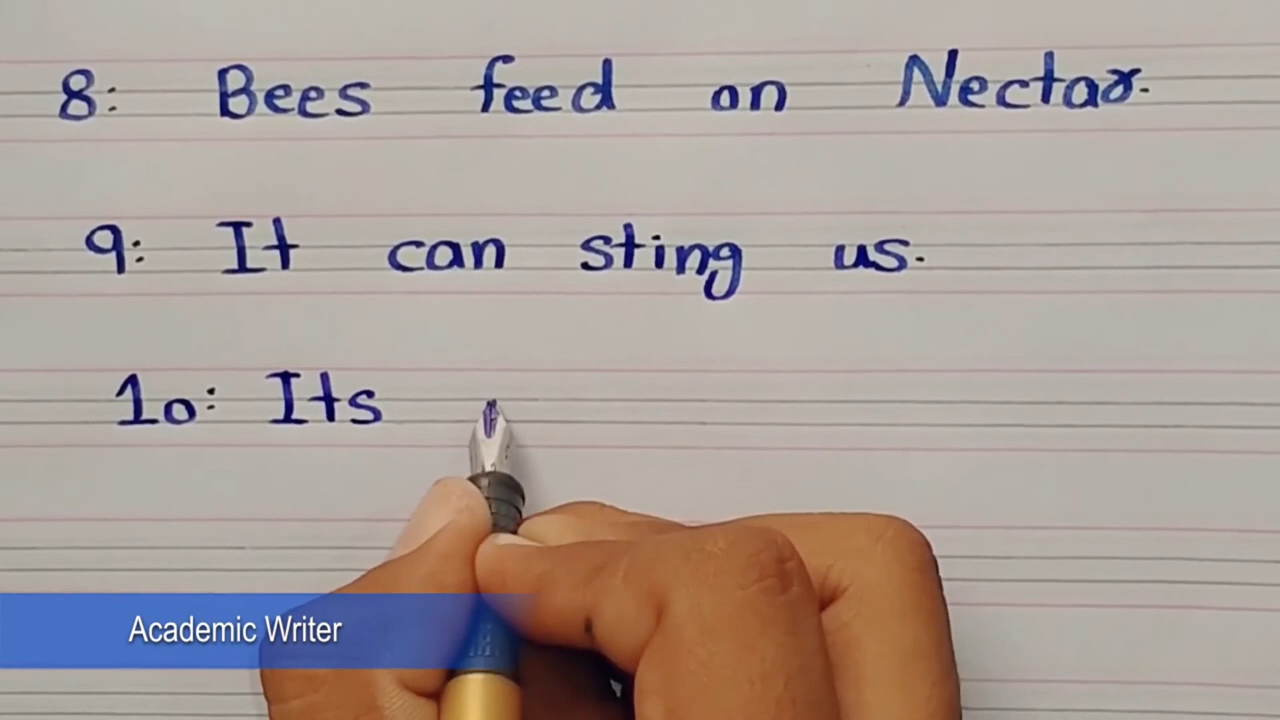 8: Bees feed on Nectar.
9: It can sting us.
10: Its
Academic Writer